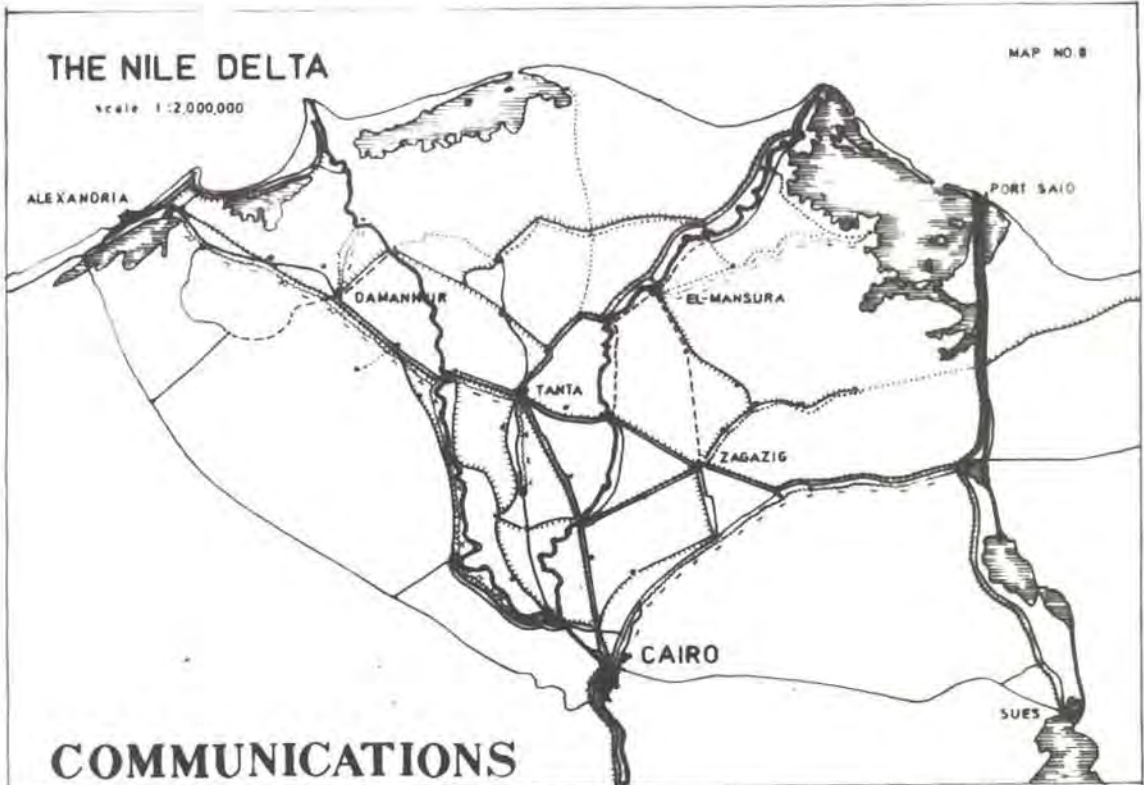 THE NILE DELTA
MAP NO. 8
scale 1:2,000,000
ALEXANDRIA
PORT SAID
DAMANHUR
EL-MANSURA
TANTA
ZAGAZIG
CAIRO
SUES
COMMUNICATIONS